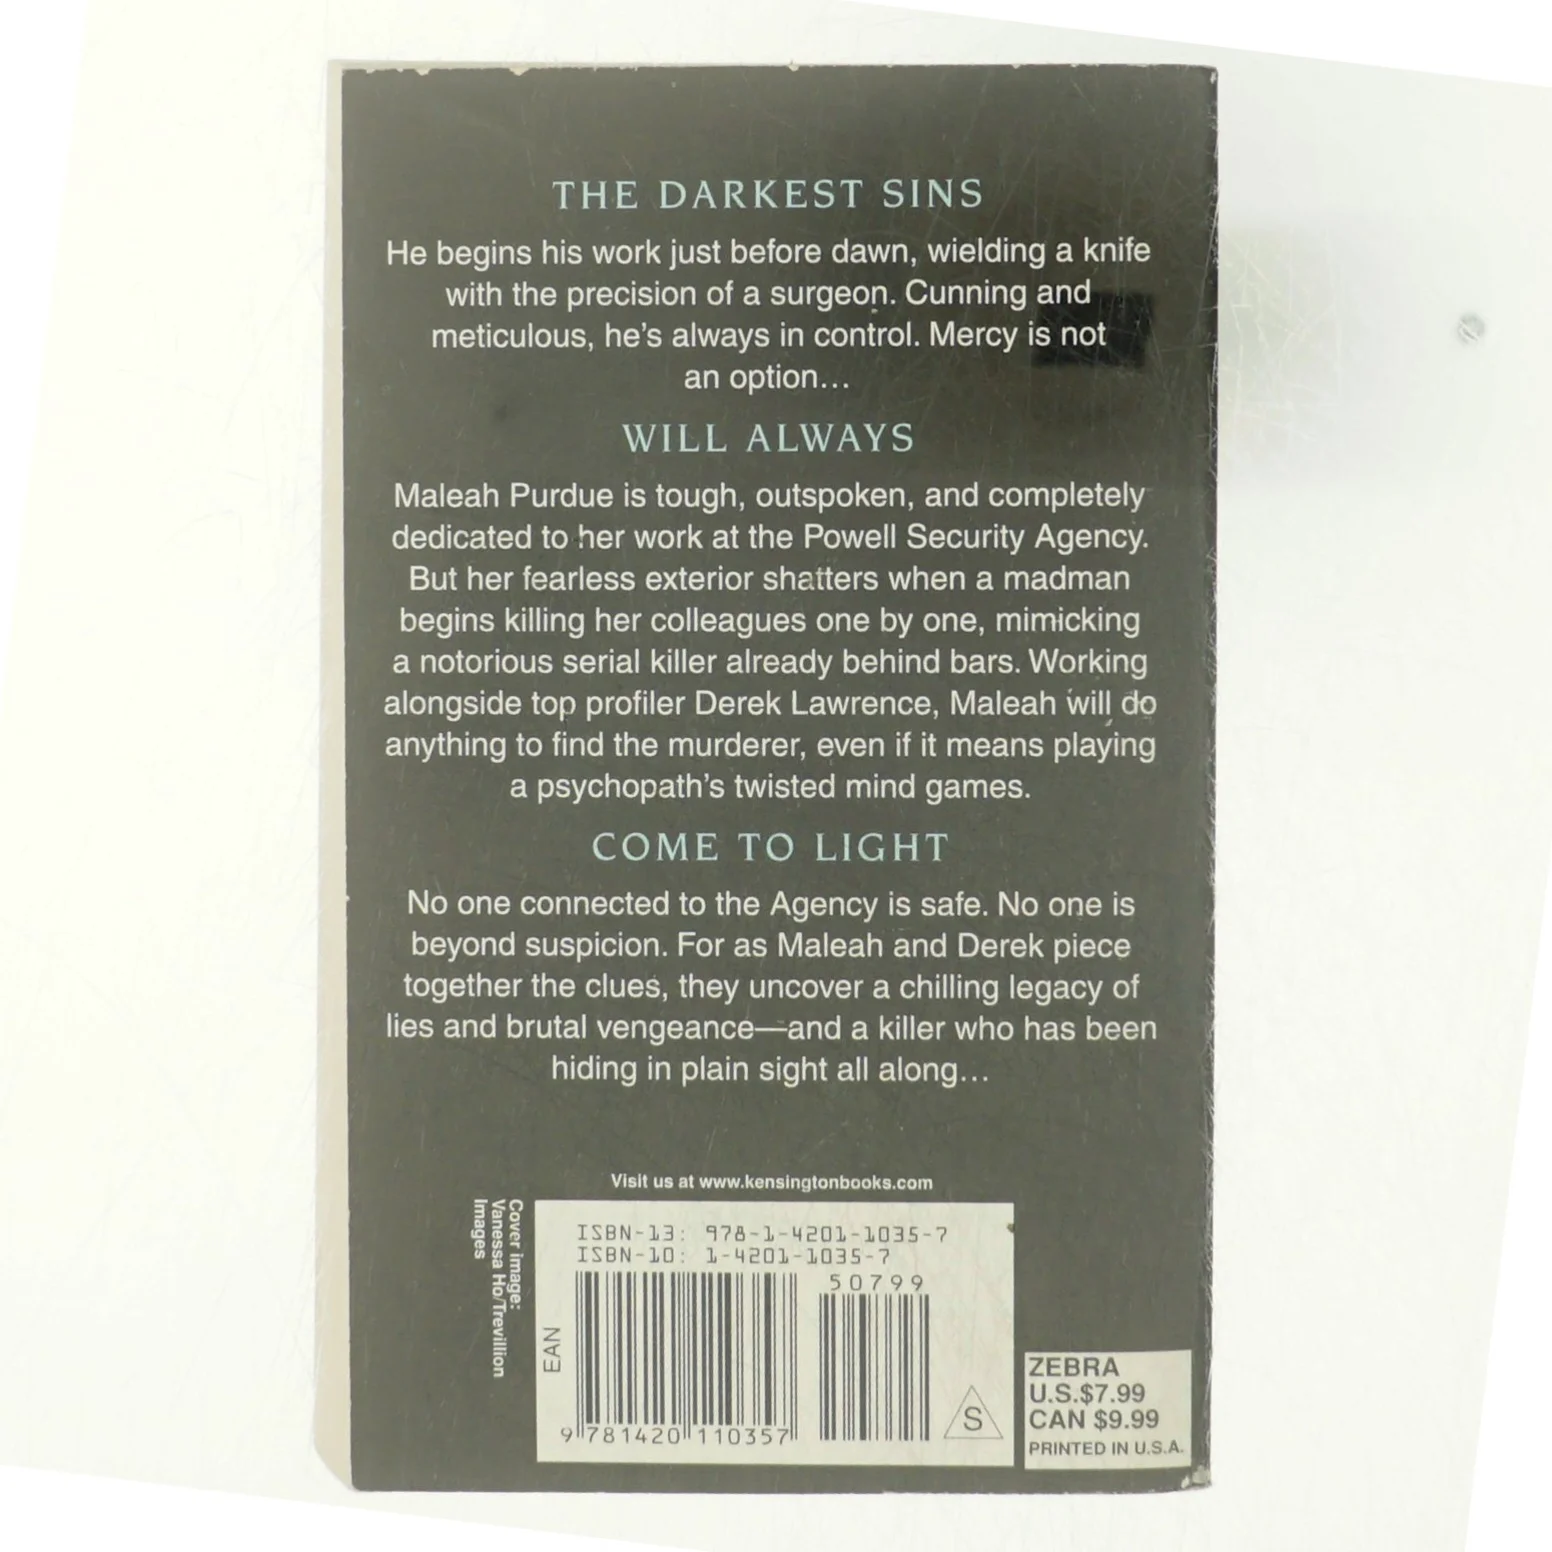 THE DARKEST SINS
He begins his work just before dawn, wielding a knife
with the precision of a surgeon. Cunning and
meticulous, he's always in control. Mercy is not
an option...
WILL ALWAYS
Maleah Purdue is tough, outspoken, and completely
dedicated to her work at the Powell Security Agency.
But her fearless exterior shatters when a madman
begins killing her colleagues one by one, mimicking
a notorious serial killer already behind bars. Working
alongside top profiler Derek Lawrence, Maleah will do
anything to find the murderer, even if it means playing
a psychopath's twisted mind games.
COME TO LIGHT
No one connected to the Agency is safe. No one is
beyond suspicion. For as Maleah and Derek piece
together the clues, they uncover a chilling legacy of
lies and brutal vengeance—and a killer who has been
hiding in plain sight all along...
Visit us at www.kensingtonbooks.com
Cover image:
Vanessa Ho/Trevillion
Images
ISBN-13: 978-1-4201-1035-7
ISBN-10: 1-4201-1035-7
50799
EAN
9 781420 110357
S
ZEBRA
U.S.$7.99
CAN $9.99
PRINTED IN U.S.A.